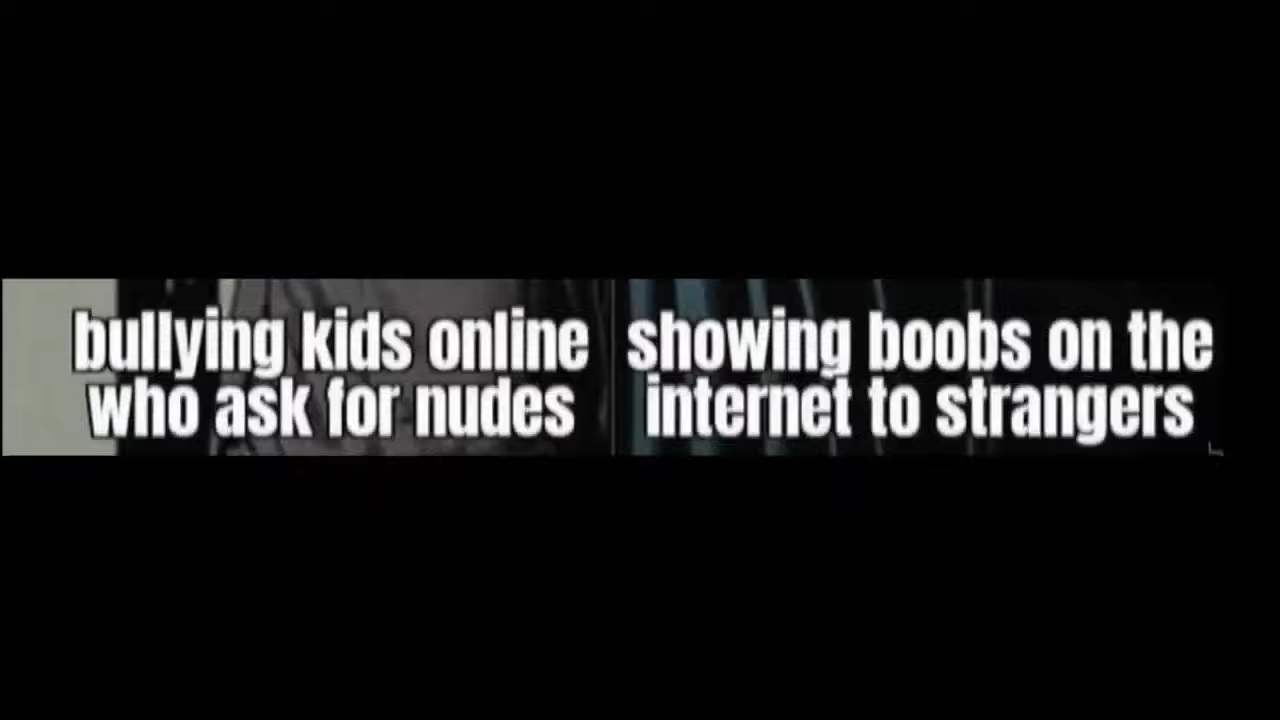 bullying kids online
who ask for nudes
showing boobs on the
internet to strangers